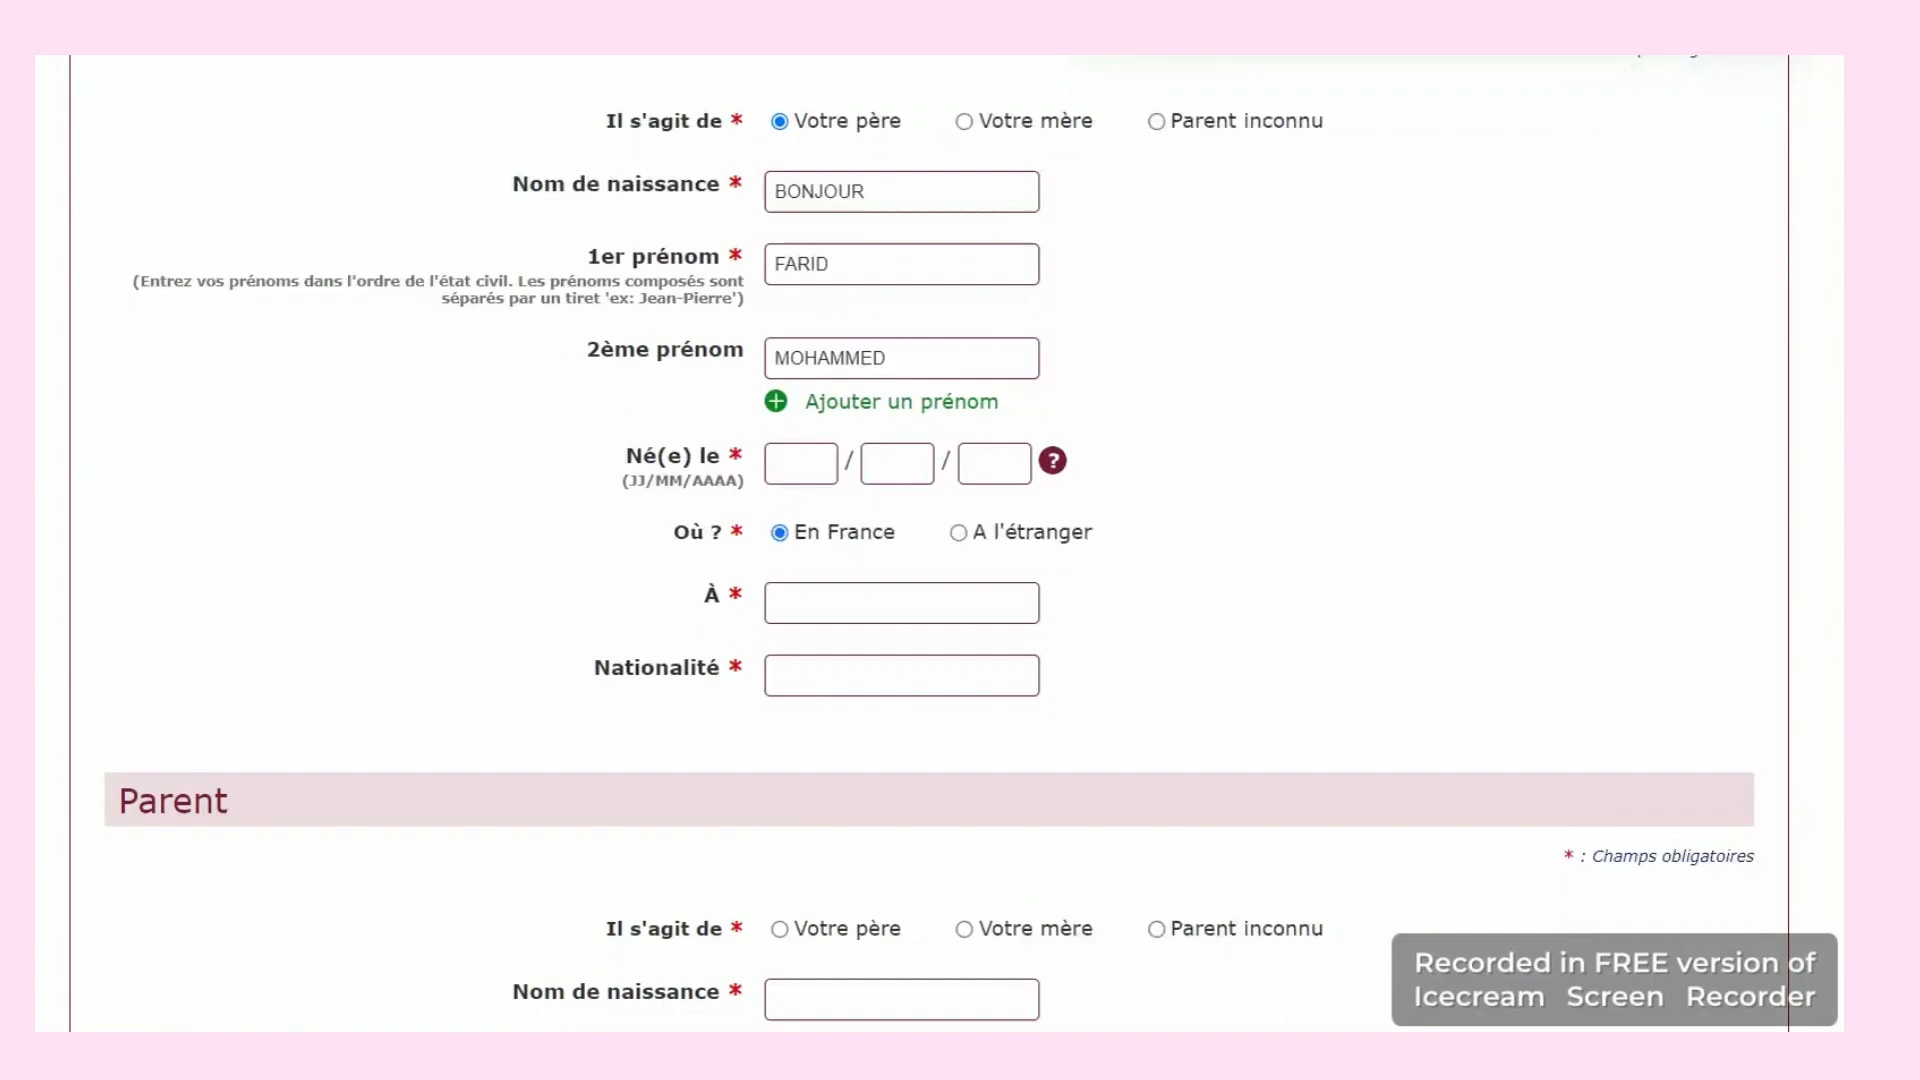 Il s'agit de * Votre père Votre mère Parent inconnu
Nom de naissance * BONJOUR
1er prénom * FARID
(Entrez vos prénoms dans l'ordre de l'état civil. Les prénoms composés sont
séparés par un tiret 'ex: Jean-Pierre')
2ème prénom MOHAMMED
Ajouter un prénom
Né(e) le * / / ?
(JJ/MM/AAAA)
Où ? * En France A l'étranger
À *
Nationalité *
Parent
* : Champs obligatoires
Il s'agit de * Votre père Votre mère Parent inconnu
Nom de naissance *
Recorded in FREE version of
Icecream Screen Recorder